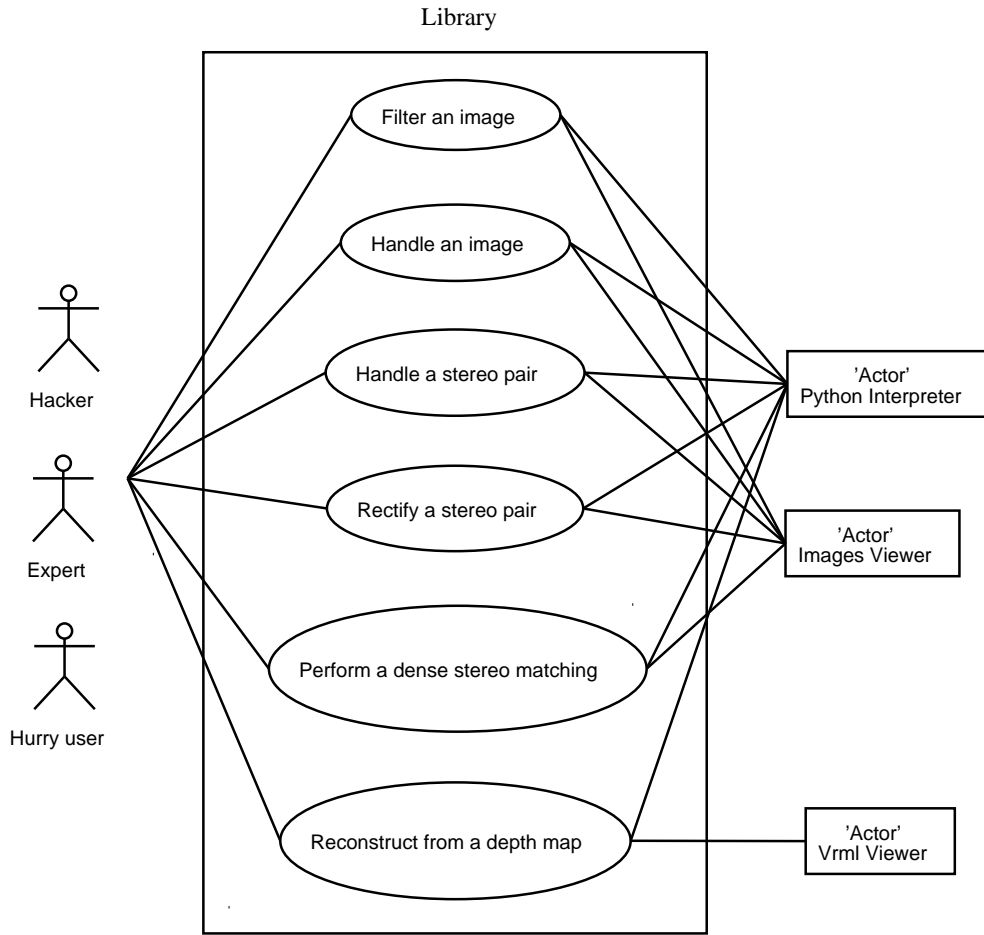 Library
Filter an image
Handle an image
Handle a stereo pair
Rectify a stereo pair
Perform a dense stereo matching
Reconstruct from a depth map
Hacker
Expert
Hurry user
’Actor’
Python Interpreter
’Actor’
Images Viewer
’Actor’
Vrml Viewer